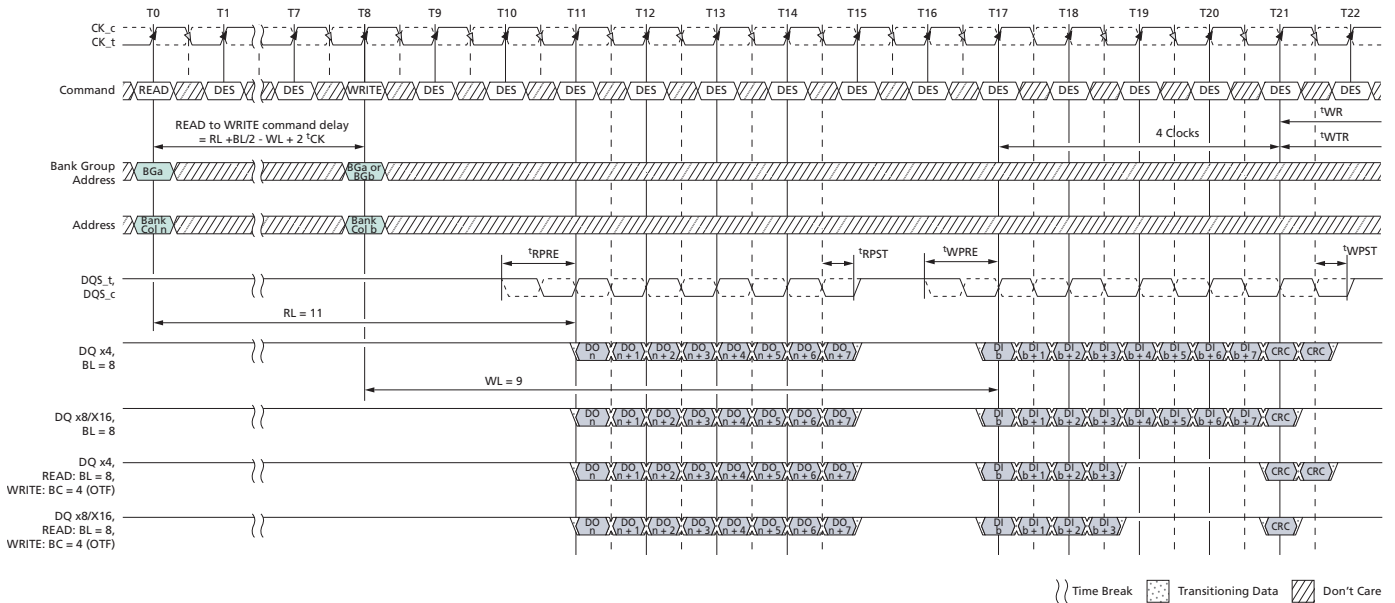 T0 T1 T7 T8 T9 T10 T11 T12 T13 T14 T15 T16 T17 T18 T19 T20 T21 T22
CK_c
CK_t
Command READ DES DES WRITE DES DES DES DES DES DES DES DES DES DES DES DES DES DES
READ to WRITE command delay
= RL +BL/2 - WL + 2 tCK
4 Clocks
tWR
tWTR
Bank Group
Address
BGa
BGa or
BGb
Address
Bank
Col n
Bank
Col b
tRPRE tRPST tWPRE tWPST
DQS_t,
DQS_c
RL = 11
DQ x4,
BL = 8
DO n DO n + 1 DO n + 2 DO n + 3 DO n + 4 DO n + 5 DO n + 6 DO n + 7 DI b DI b + 1 DI b + 2 DI b + 3 DI b + 4 DI b + 5 DI b + 6 DI b + 7 CRC CRC
WL = 9
DQ x8/X16,
BL = 8
DO n DO n + 1 DO n + 2 DO n + 3 DO n + 4 DO n + 5 DO n + 6 DO n + 7 DI b DI b + 1 DI b + 2 DI b + 3 DI b + 4 DI b + 5 DI b + 6 DI b + 7 CRC
DQ x4,
READ: BL = 8,
WRITE: BC = 4 (OTF)
DO n DO n + 1 DO n + 2 DO n + 3 DO n + 4 DO n + 5 DO n + 6 DO n + 7 DI b DI b + 1 DI b + 2 DI b + 3 CRC CRC
DQ x8/X16,
READ: BL = 8,
WRITE: BC = 4 (OTF)
DO n DO n + 1 DO n + 2 DO n + 3 DO n + 4 DO n + 5 DO n + 6 DO n + 7 DI b DI b + 1 DI b + 2 DI b + 3 CRC
Time Break Transitioning Data Don't Care